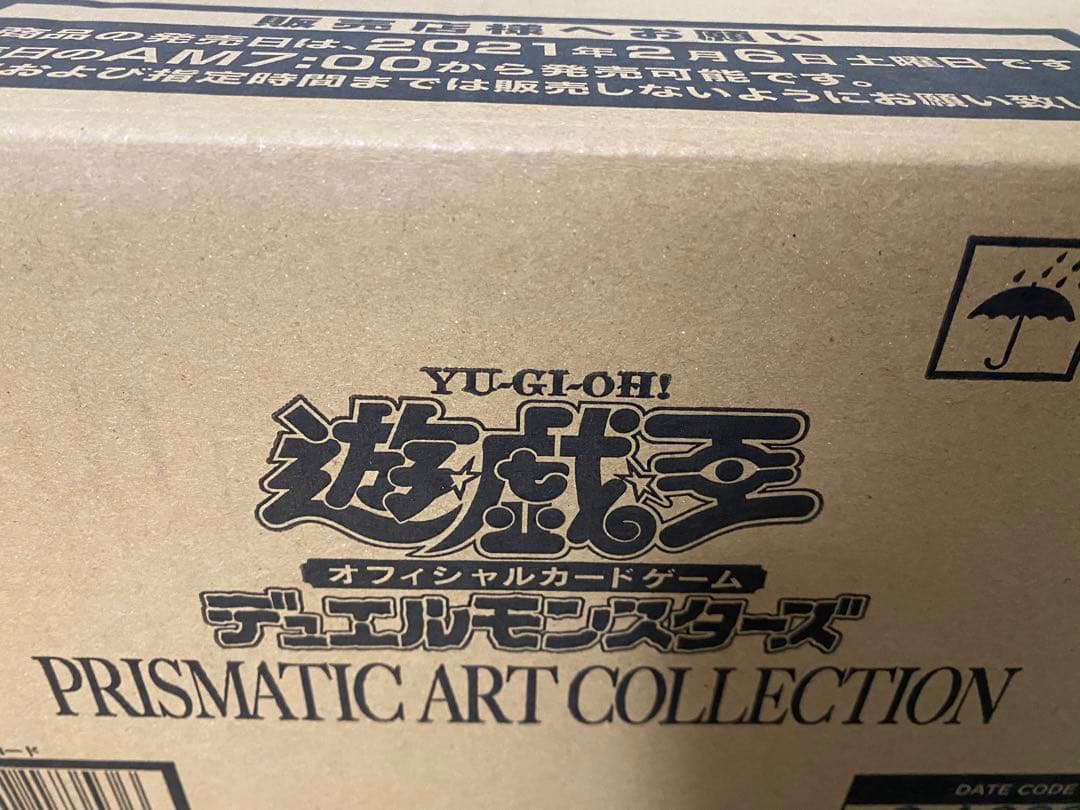 販売店様へお願い
商品の発売日は、2021年2月6日土曜日です
日のAM7:00から発売可能です。
および指定時間までは販売しないようにお願い致し
YU-GI-OH!
遊戯王
オフィシャルカードゲーム
デュエルモンスターズ
PRISMATIC ART COLLECTION
コード
DATE CODE